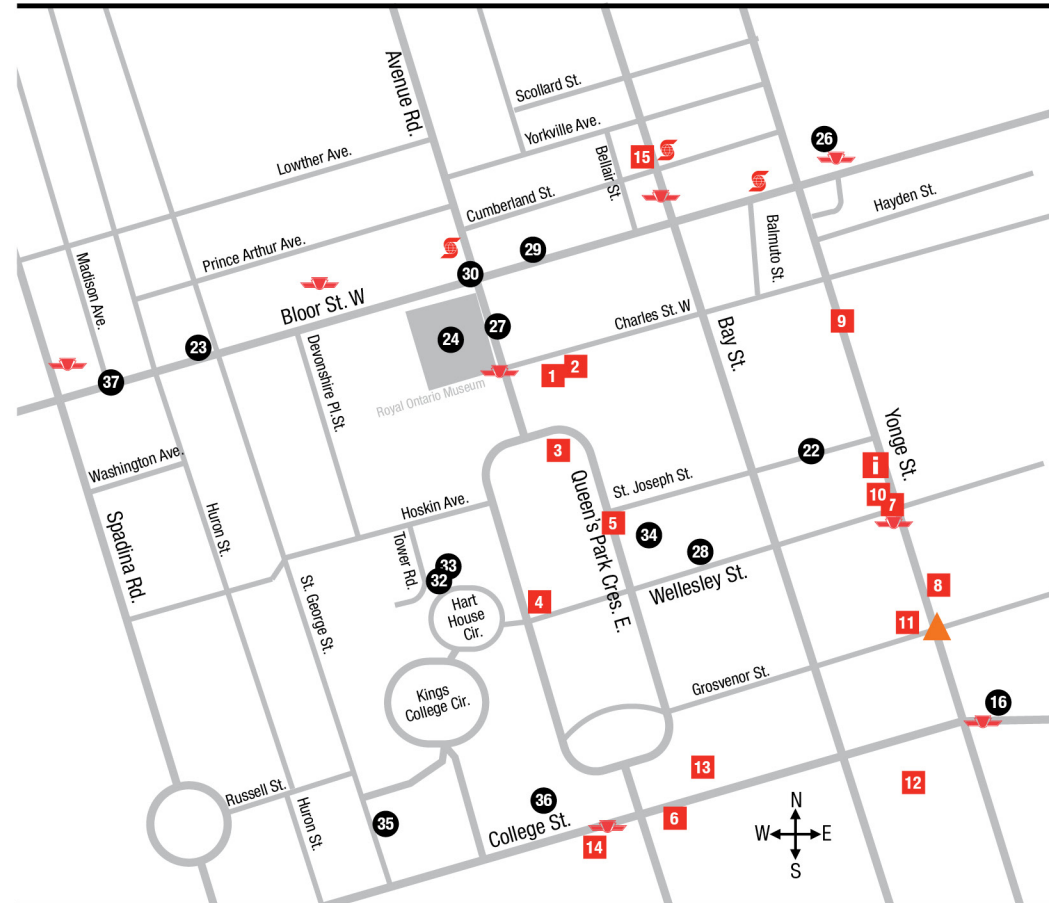 Scollard St.
Avenue Rd.
Yorkville Ave.
26
Lowther Ave.
Bellair St.
15
Cumberland St.
Hayden St.
Prince Arthur Ave.
Balmuto St.
29
Madison Ave.
30
Bloor St. W
Charles St. W
27
9
24
23
Bay St.
Devonshire Pl.St.
2
1
37
Royal Ontario Museum
Yonge St.
Washington Ave.
3
22
i
St. Joseph St.
10
7
Hoskin Ave.
Queen's Park Cres. E.
Huron St.
Spadina Rd.
5
34
28
Tower Rd.
33
32
Wellesley St.
8
4
Hart
House
Cir.
11
St. George St.
Grosvenor St.
Kings
College Cir.
16
13
Russell St.
12
36
Huron St.
35
College St.
6
14
N
W
E
S